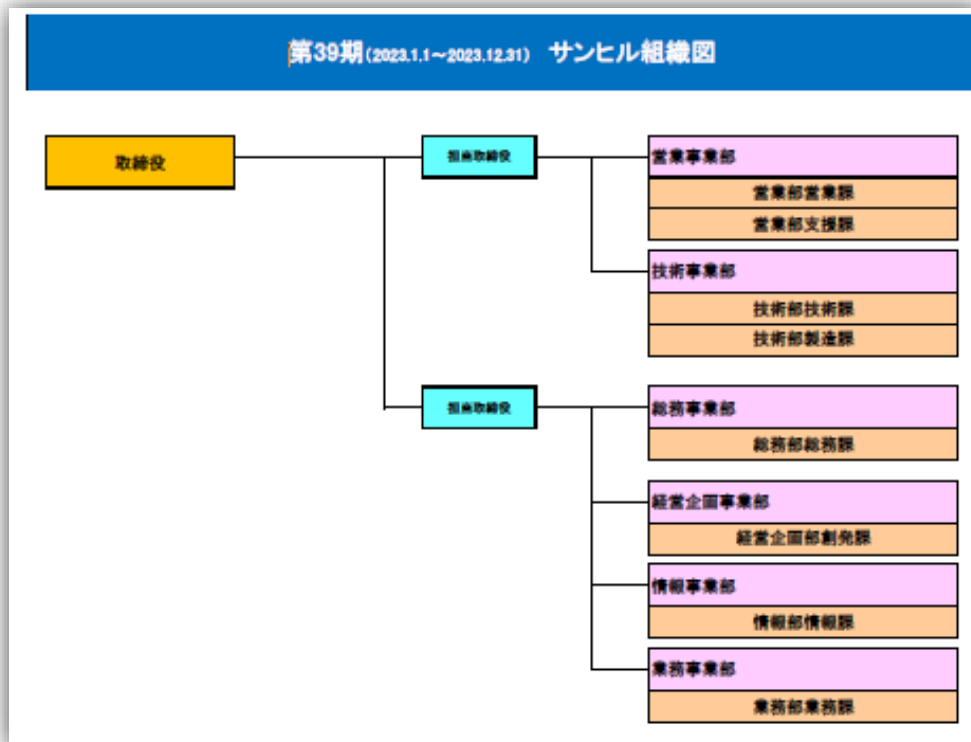 第39期(2023.1.1～2023.12.31) サンヒル組織図
取締役
担当取締役
営業事業部
営業部営業課
営業部支援課
技術事業部
技術部技術課
技術部製造課
担当取締役
総務事業部
総務部総務課
経営企画事業部
経営企画部創発課
情報事業部
情報部情報課
業務事業部
業務部業務課